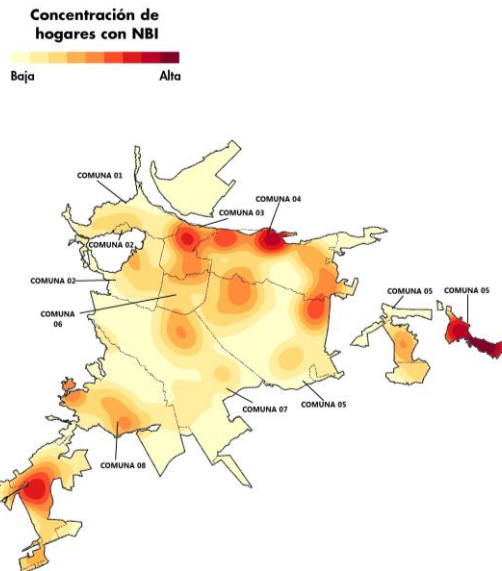 Concentración de
hogares con NBI
Baja
Alta
COMUNA 01
COMUNA 04
COMUNA 03
COMUNA 02
COMUNA 02
COMUNA 05
COMUNA 05
COMUNA
06
COMUNA 07
COMUNA 05
COMUNA 08